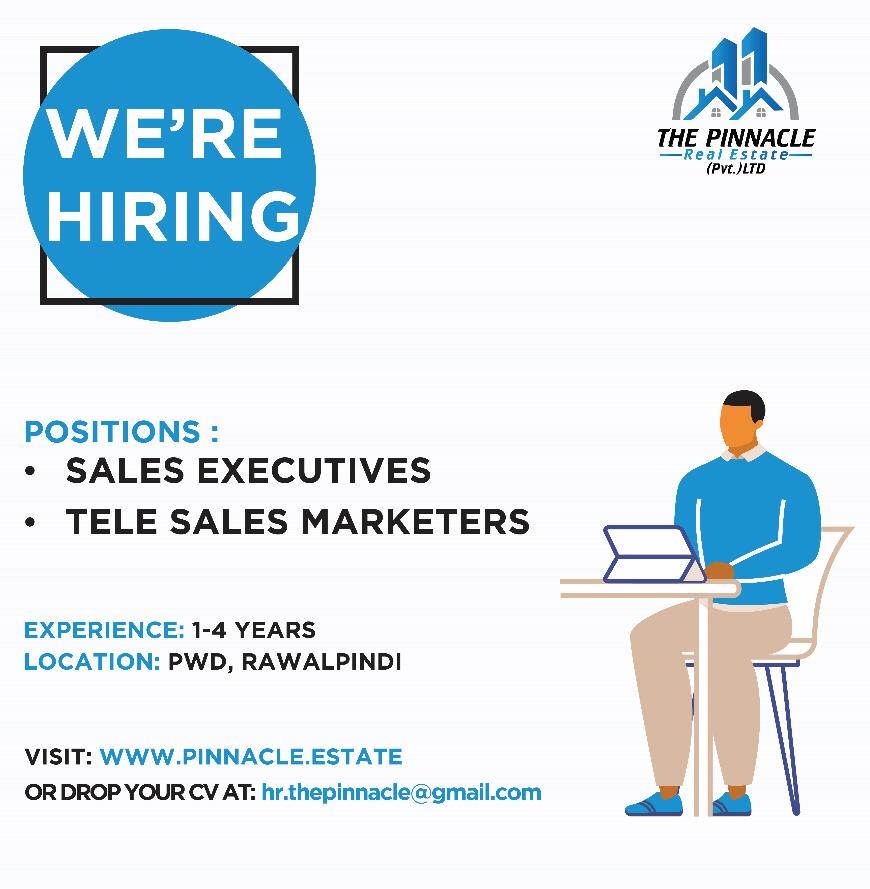 WE'RE
HIRING
THE PINNACLE
Real Estate
(Pvt.)LTD
POSITIONS :
• SALES EXECUTIVES
• TELE SALES MARKETERS
EXPERIENCE: 1-4 YEARS
LOCATION: PWD, RAWALPINDI
VISIT: WWW.PINNACLE.ESTATE
OR DROP YOUR CV AT: hr.thepinnacle@gmail.com